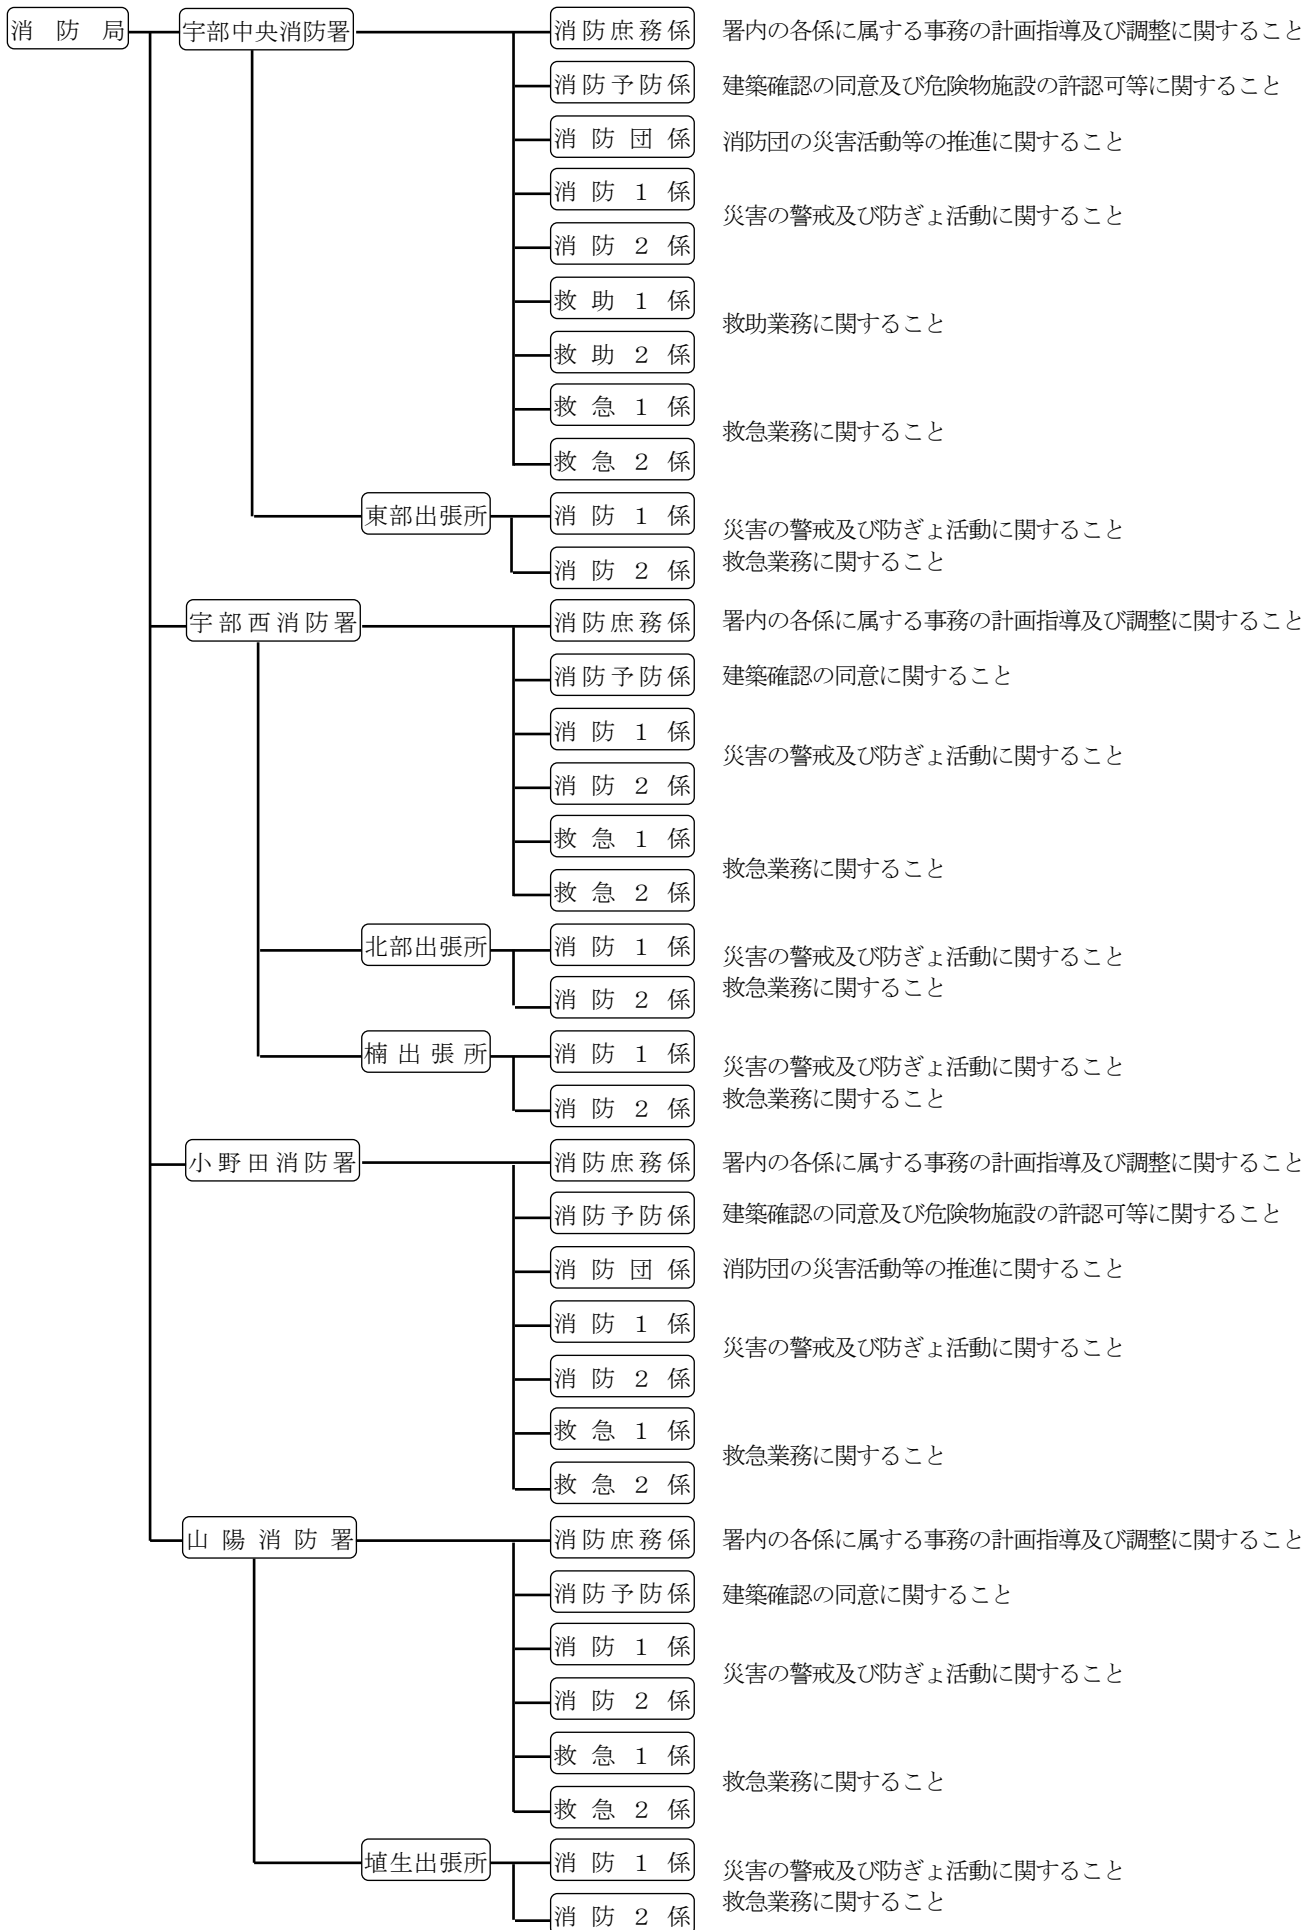 消防局 宇部中央消防署 消防庶務係 署内の各係に属する事務の計画指導及び調整に関すること
消防予防係 建築確認の同意及び危険物施設の許認可等に関すること
消防団係 消防団の災害活動等の推進に関すること
消防１係
災害の警戒及び防ぎょ活動に関すること
消防２係
救助１係
救助業務に関すること
救助２係
救急１係
救急業務に関すること
救急２係
東部出張所 消防１係
災害の警戒及び防ぎょ活動に関すること
消防２係 救急業務に関すること
宇部西消防署 消防庶務係 署内の各係に属する事務の計画指導及び調整に関すること
消防予防係 建築確認の同意に関すること
消防１係
災害の警戒及び防ぎょ活動に関すること
消防２係
救急１係
救急業務に関すること
救急２係
北部出張所 消防１係
災害の警戒及び防ぎょ活動に関すること
消防２係 救急業務に関すること
楠出張所 消防１係
災害の警戒及び防ぎょ活動に関すること
消防２係 救急業務に関すること
小野田消防署 消防庶務係 署内の各係に属する事務の計画指導及び調整に関すること
消防予防係 建築確認の同意及び危険物施設の許認可等に関すること
消防団係 消防団の災害活動等の推進に関すること
消防１係
災害の警戒及び防ぎょ活動に関すること
消防２係
救急１係
救急業務に関すること
救急２係
山陽消防署 消防庶務係 署内の各係に属する事務の計画指導及び調整に関すること
消防予防係 建築確認の同意に関すること
消防１係
災害の警戒及び防ぎょ活動に関すること
消防２係
救急１係
救急業務に関すること
救急２係
埴生出張所 消防１係
災害の警戒及び防ぎょ活動に関すること
救急業務に関すること
消防２係